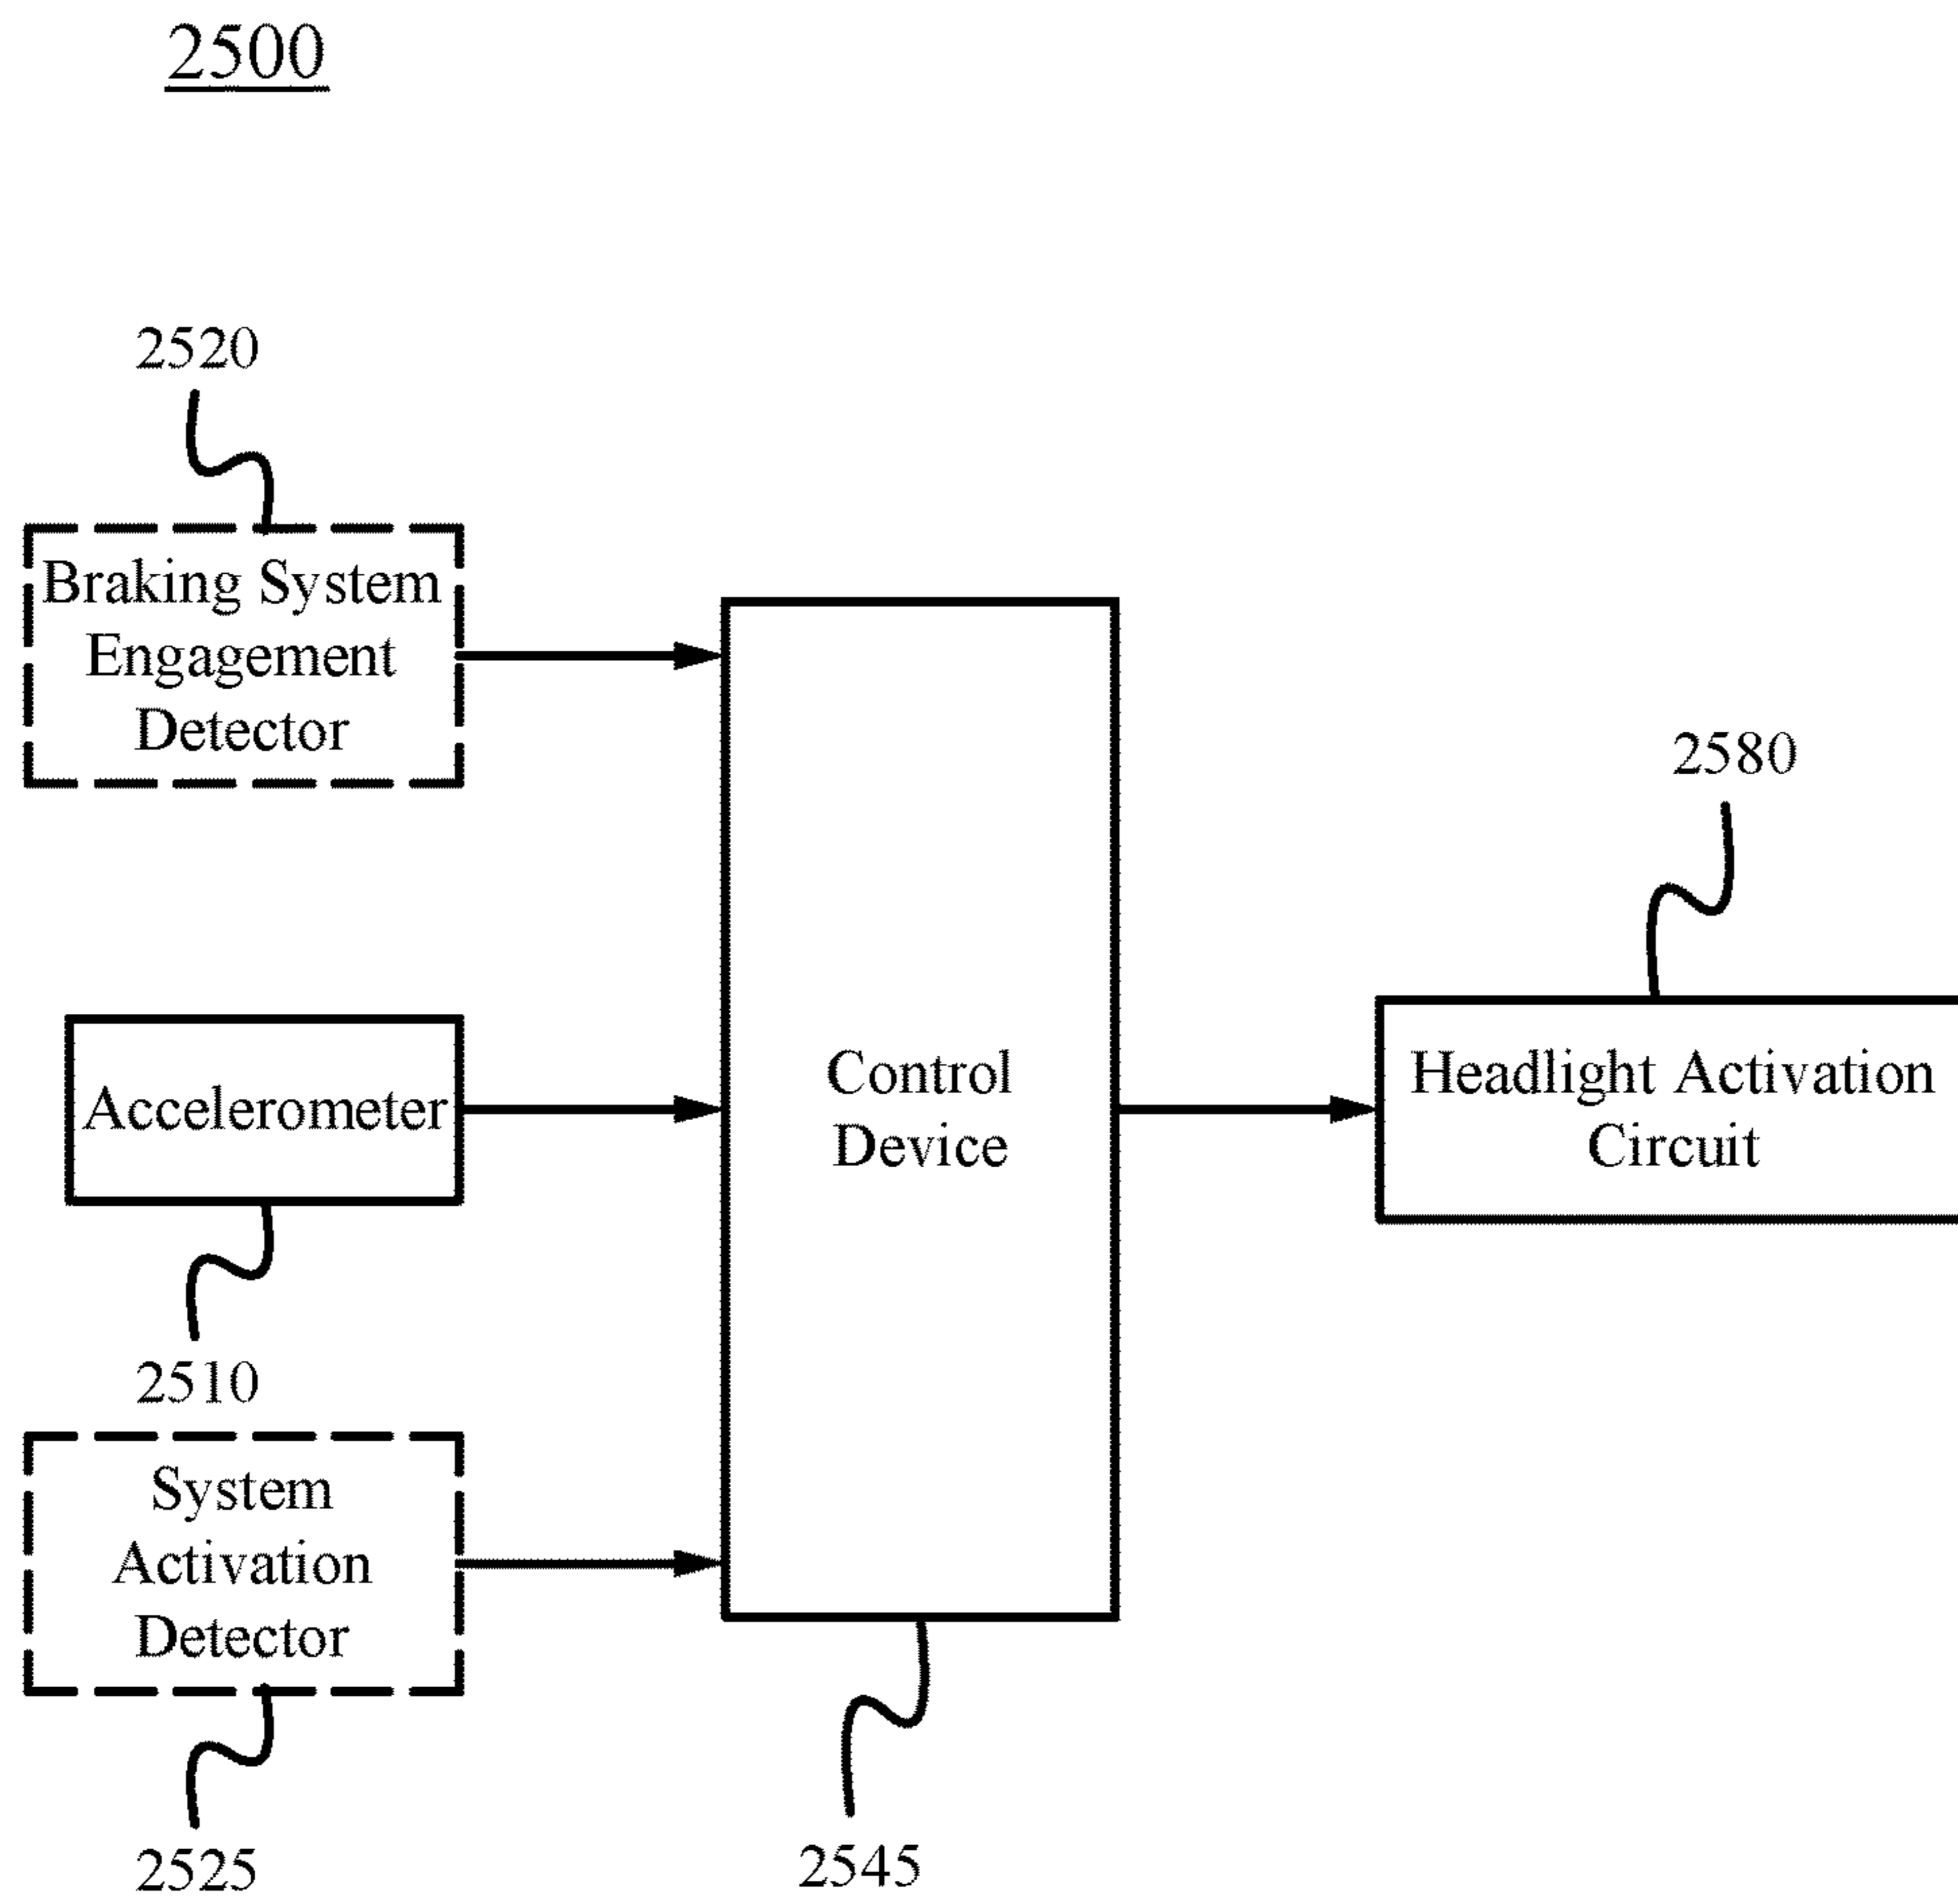 2500
2520
Braking System
Engagement
Detector
2580
Accelerometer
Control
Device
Headlight Activation
Circuit
2510
System
Activation
Detector
2525
2545